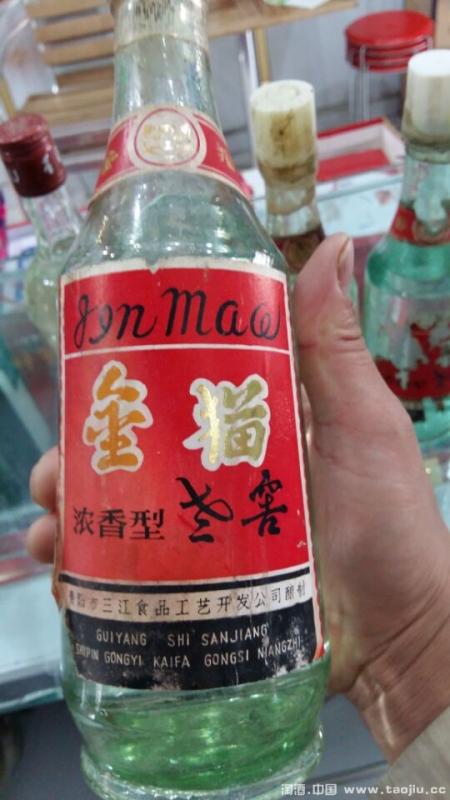 Jin Mao
金猫
浓香型 老窖
贵阳市三江食品工艺开发公司酿制
GUIYANG SHI SANJIANG
SHIPIN GONGYI KAIFA GONGSI NIANGZHI
淘酒.中国 www.taojiu.cc